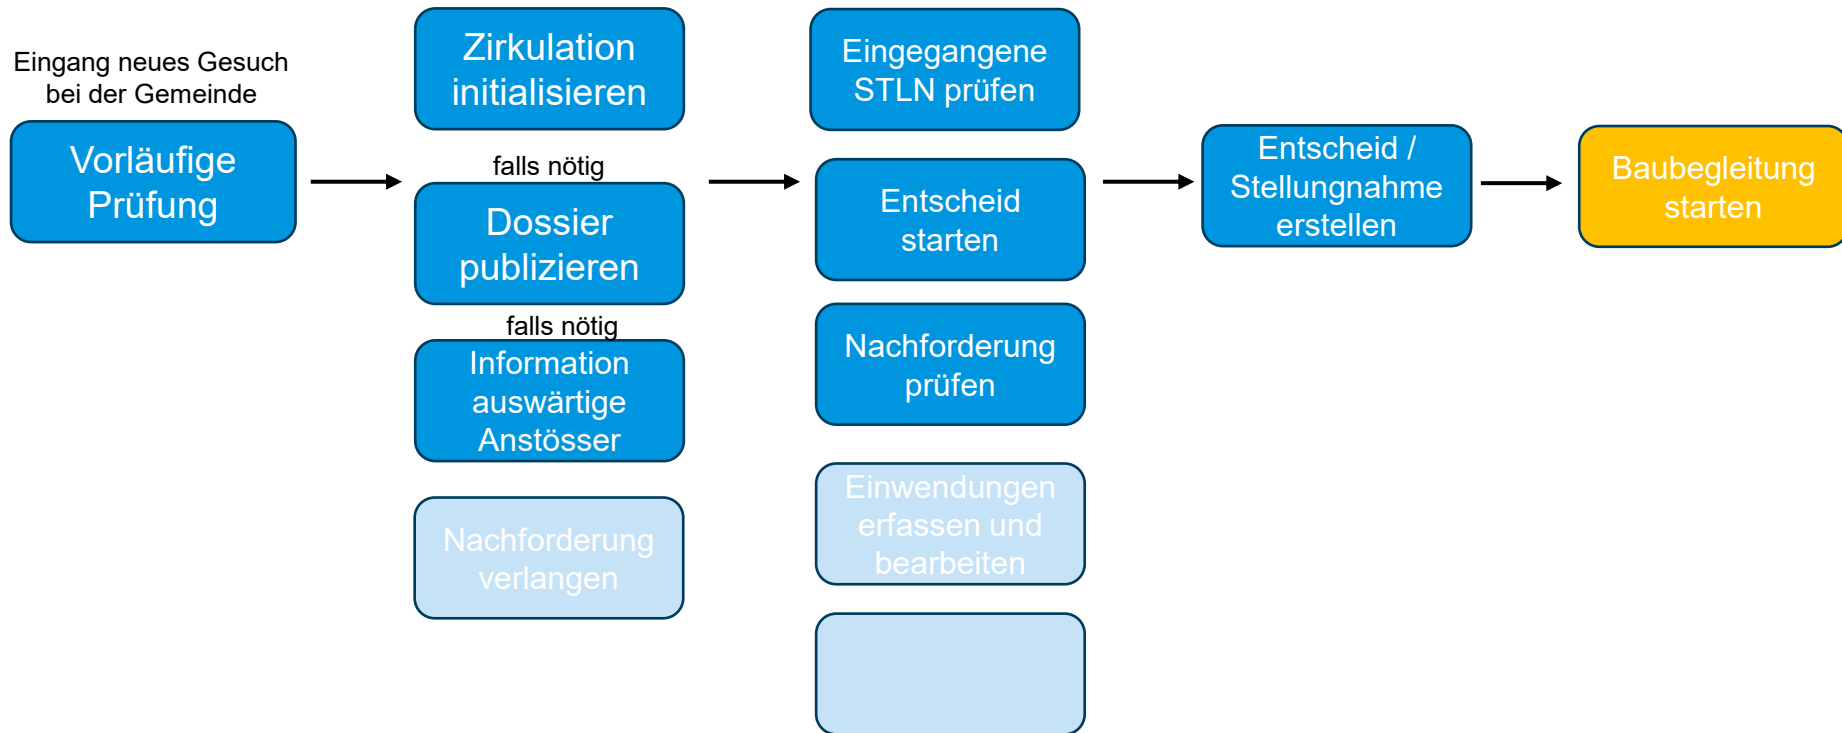 Eingang neues Gesuch
bei der Gemeinde
Vorläufige
Prüfung
Zirkulation
initialisieren
falls nötig
Dossier
publizieren
falls nötig
Information
auswärtige
Anstösser
Nachforderung
verlangen
Eingegangene
STLN prüfen
Entscheid
starten
Nachforderung
prüfen
Einwendungen
erfassen und
bearbeiten
Entscheid /
Stellungnahme
erstellen
Baubegleitung
starten